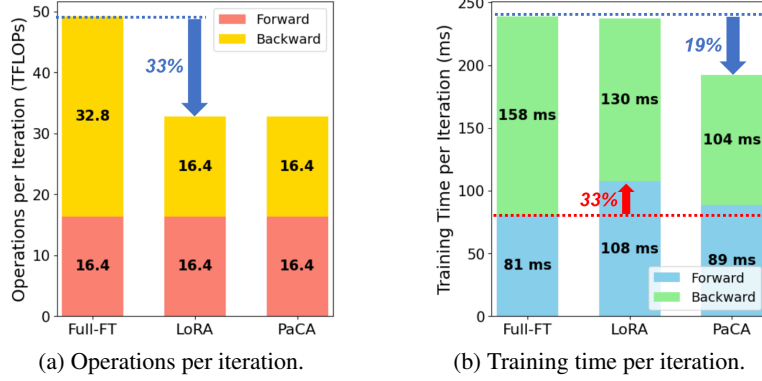 Operations per Iteration (TFLOPs)
50
40
30
20
10
0
Forward
Backward
33%
32.8
16.4
16.4
16.4
16.4
16.4
Full-FT
LoRA
PaCA
(a) Operations per iteration.
Training Time per Iteration (ms)
250
200
150
100
50
0
19%
158 ms
130 ms
104 ms
33%
81 ms
108 ms
89 ms
Forward
Backward
Full-FT
LoRA
PaCA
(b) Training time per iteration.